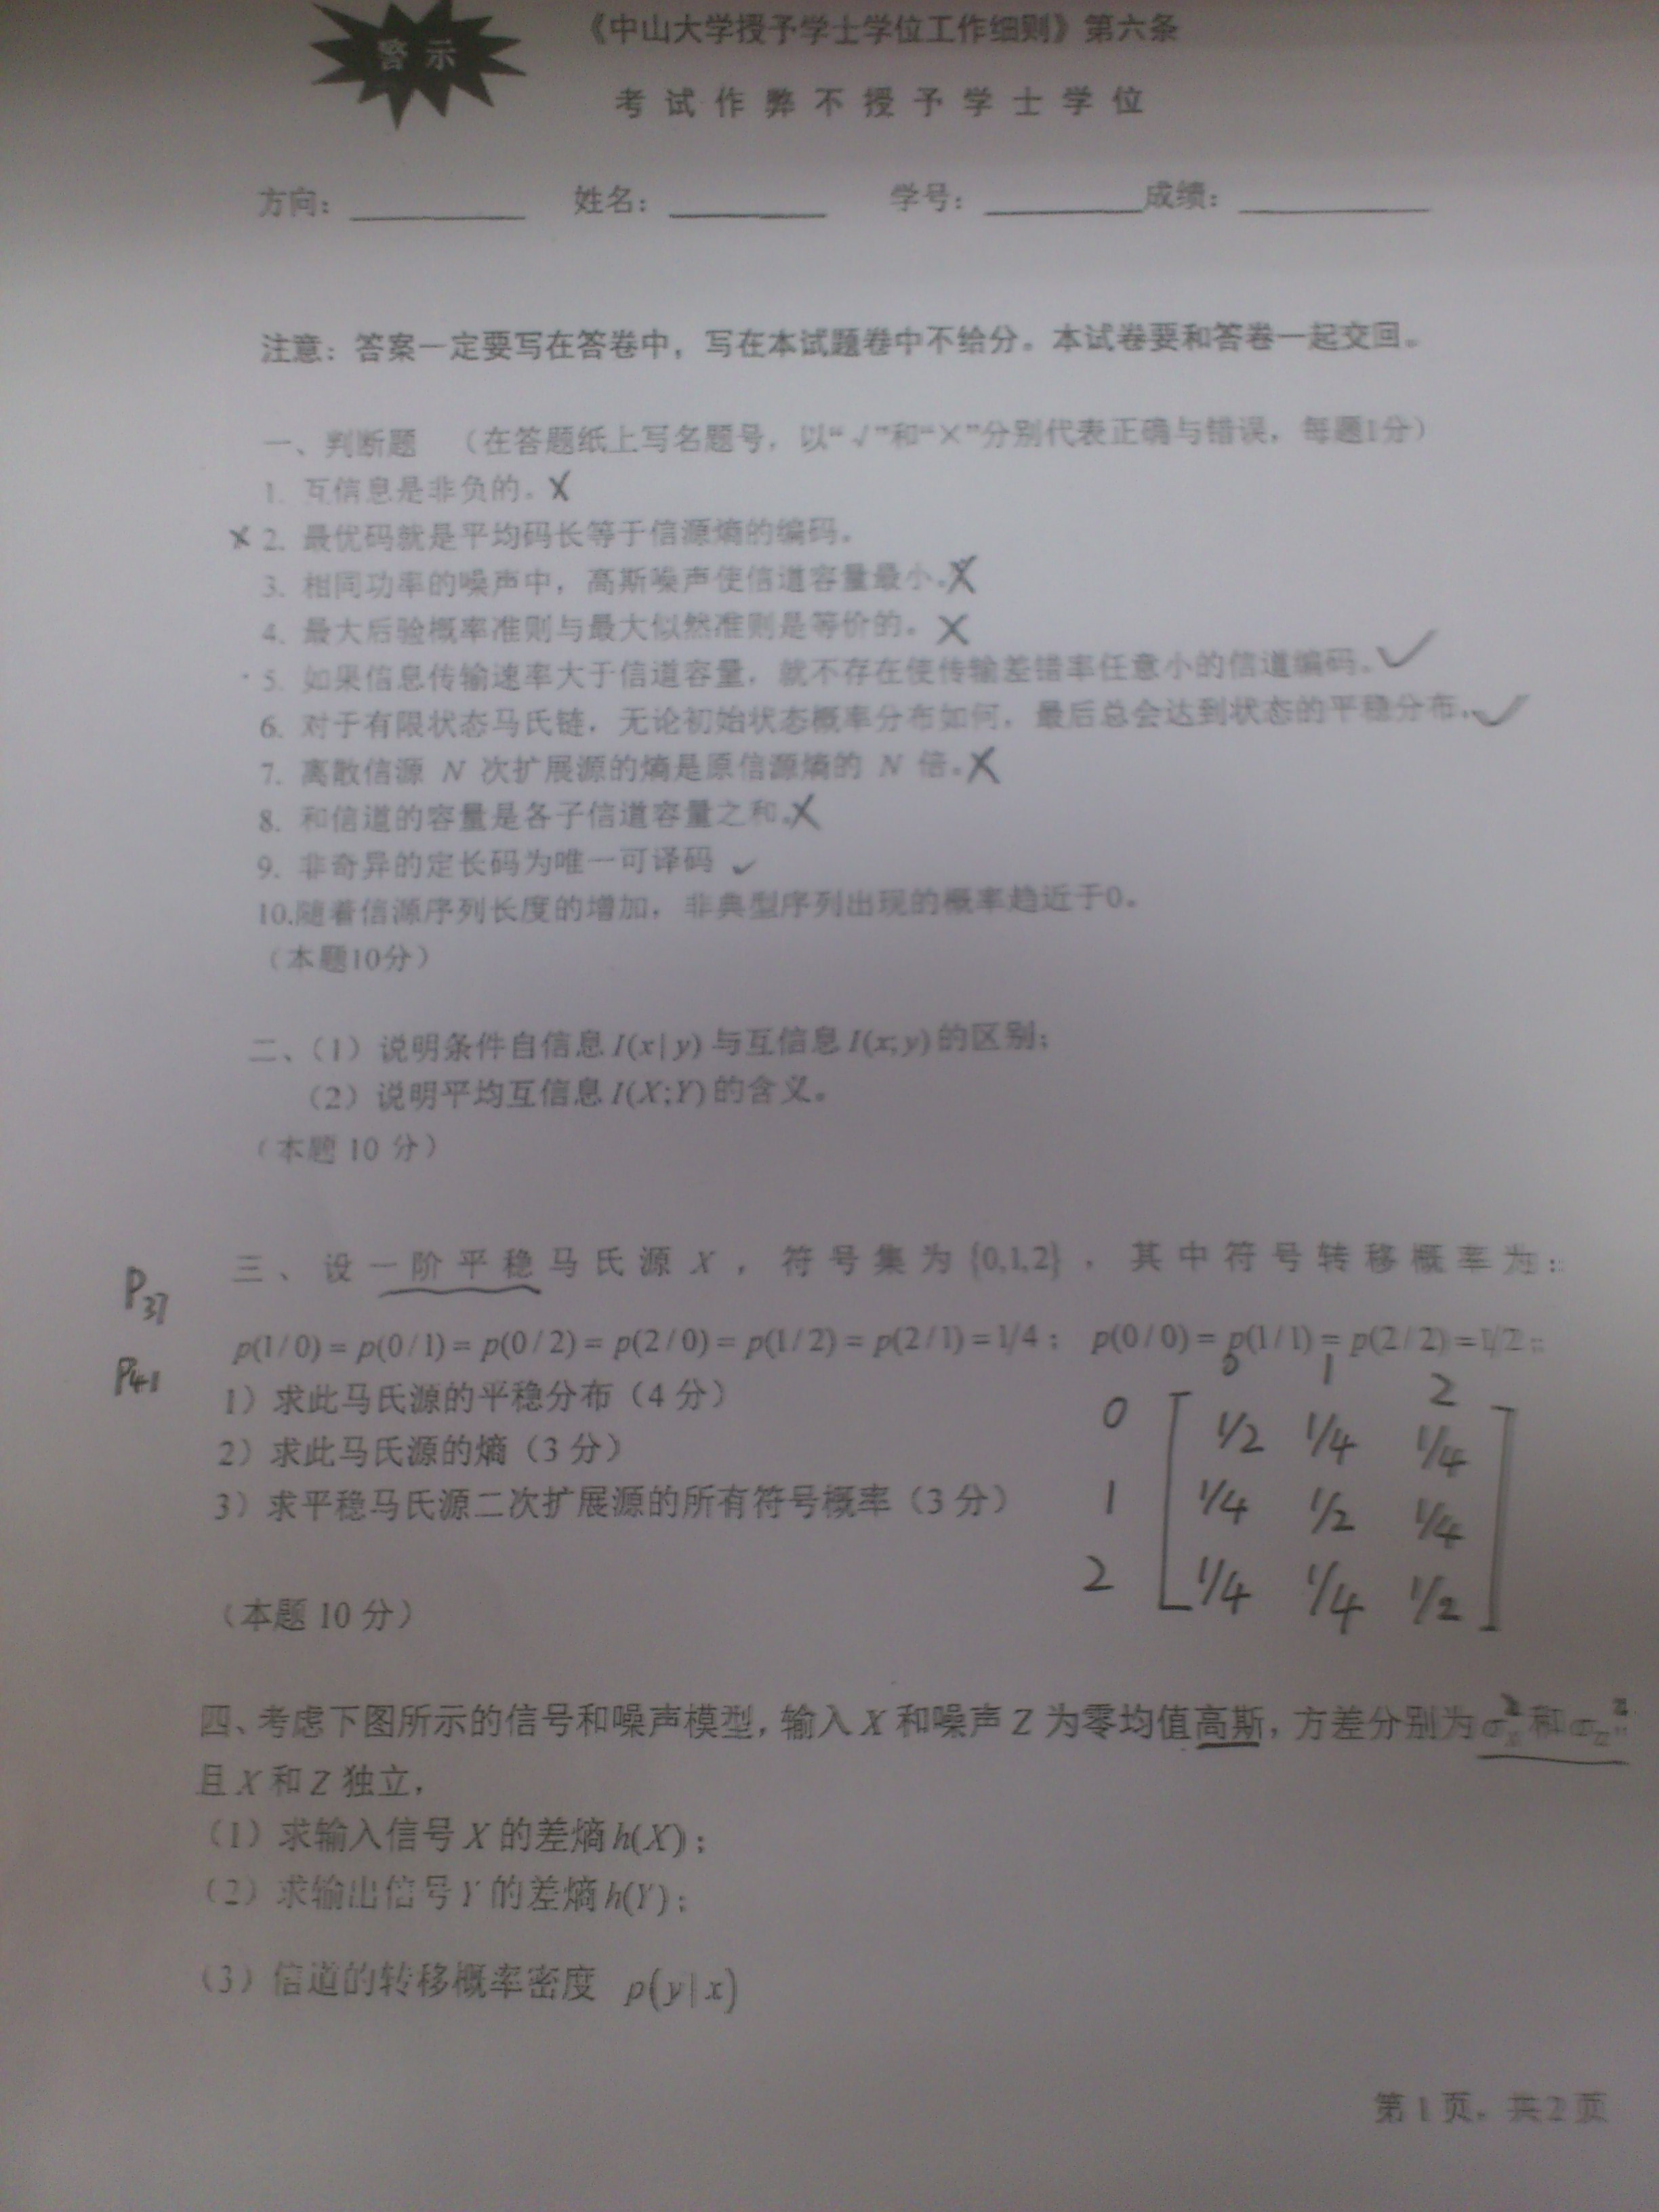 警示
《中山大学授予学士学位工作细则》第六条
考试作弊不授予学士学位
方向：________ 姓名：________ 学号：________成绩：________
注意：答案一定要写在答卷中，写在本试题卷中不给分。本试卷要和答卷一起交回。
一、判断题 （在答题纸上写名题号，以“√”和“×”分别代表正确与错误，每题1分）
1. 互信息是非负的。X
X 2. 最优码就是平均码长等于信源熵的编码。
3. 相同功率的噪声中，高斯噪声使信道容量最小。X
4. 最大后验概率准则与最大似然准则是等价的。X
5. 如果信息传输速率大于信道容量，就不存在使传输差错率任意小的信道编码。✓
6. 对于有限状态马氏链，无论初始状态概率分布如何，最后总会达到状态的平稳分布。✓
7. 离散信源 N 次扩展源的熵是原信源熵的 N 倍。X
8. 和信道的容量是各子信道容量之和。X
9. 非奇异的定长码为唯一可译码 ✓
10.随着信源序列长度的增加，非典型序列出现的概率趋近于0。
（本题10分）
二、（1）说明条件自信息I(x|y)与互信息I(x;y)的区别；
（2）说明平均互信息I(X;Y)的含义。
（本题 10 分）
P37
三、设一阶平稳马氏源X，符号集为{0,1,2}，其中符号转移概率为：
P41
p(1/0)=p(0/1)=p(0/2)=p(2/0)=p(1/2)=p(2/1)=1/4； p(0/0)=p(1/1)=p(2/2)=1/2；
1）求此马氏源的平稳分布（4 分）
2）求此马氏源的熵（3 分）
3）求平稳马氏源二次扩展源的所有符号概率（3 分）
0 1 2
0 1/2 1/4 1/4
1 1/4 1/2 1/4
2 1/4 1/4 1/2
（本题 10 分）
四、考虑下图所示的信号和噪声模型，输入X和噪声Z为零均值高斯，方差分别为σ²和σ²
且X和Z独立，
（1）求输入信号X的差熵h(X)；
（2）求输出信号Y的差熵h(Y)；
（3）信道的转移概率密度 p(y|x)
第1页，共2页